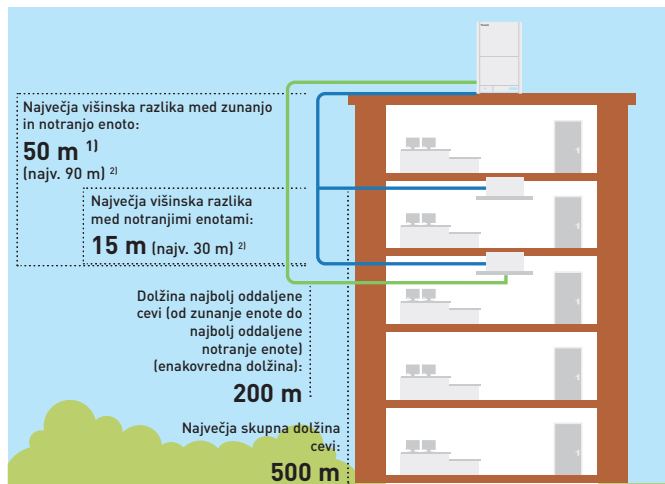 Največja višinska razlika med zunanjo
in notranjo enoto:
50 m 1)
(najv. 90 m) 2)
Največja višinska razlika
med notranjimi enotami:
15 m (najv. 30 m) 2)
Dolžina najbolj oddaljene
cevi (od zunanje enote do
najbolj oddaljene
notranje enote)
(enakovredna dolžina):
200 m
Največja skupna dolžina
cevi:
500 m